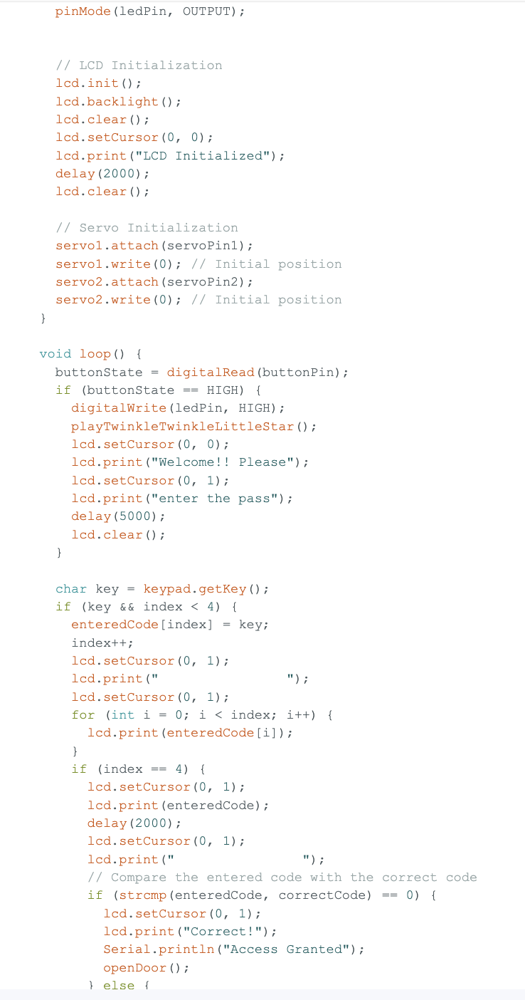 pinMode(ledPin, OUTPUT);
// LCD Initialization
lcd.init();
lcd.backlight();
lcd.clear();
lcd.setCursor(0, 0);
lcd.print("LCD Initialized");
delay(2000);
lcd.clear();
// Servo Initialization
servo1.attach(servoPin1);
servo1.write(0); // Initial position
servo2.attach(servoPin2);
servo2.write(0); // Initial position
}
void loop() {
buttonState = digitalRead(buttonPin);
if (buttonState == HIGH) {
digitalWrite(ledPin, HIGH);
playTwinkleTwinkleLittleStar();
lcd.setCursor(0, 0);
lcd.print("Welcome!! Please");
lcd.setCursor(0, 1);
lcd.print("enter the pass");
delay(5000);
lcd.clear();
}
char key = keypad.getKey();
if (key && index < 4) {
enteredCode[index] = key;
index++;
lcd.setCursor(0, 1);
lcd.print("                ");
lcd.setCursor(0, 1);
for (int i = 0; i < index; i++) {
lcd.print(enteredCode[i]);
}
if (index == 4) {
lcd.setCursor(0, 1);
lcd.print(enteredCode);
delay(2000);
lcd.setCursor(0, 1);
lcd.print("                ");
// Compare the entered code with the correct code
if (strcmp(enteredCode, correctCode) == 0) {
lcd.setCursor(0, 1);
lcd.print("Correct!");
Serial.println("Access Granted");
openDoor();
} else {